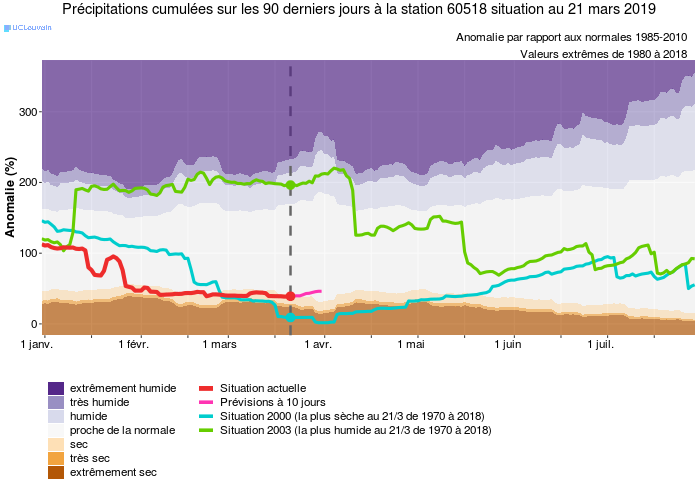 Précipitations cumulées sur les 90 derniers jours à la station 60518 situation au 21 mars 2019
UCLouvain
Anomalie par rapport aux normales 1985-2010
Valeurs extrêmes de 1980 à 2018
Anomalie (%)
300
200
100
0
1 janv. 1 févr. 1 mars 1 avr. 1 mai 1 juin 1 juil.
extrêmement humide
très humide
humide
proche de la normale
sec
très sec
extrêmement sec
Situation actuelle
Prévisions à 10 jours
Situation 2000 (la plus sèche au 21/3 de 1970 à 2018)
Situation 2003 (la plus humide au 21/3 de 1970 à 2018)